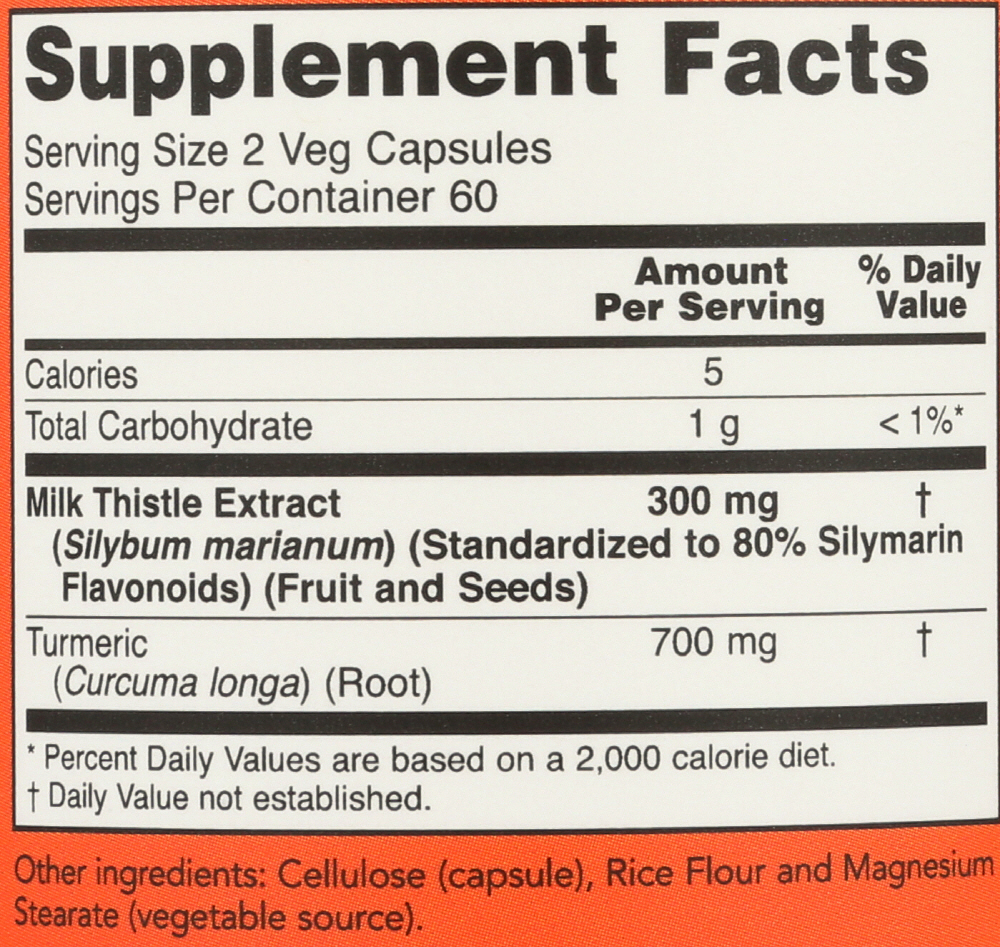 Supplement Facts
Serving Size 2 Veg Capsules
Servings Per Container 60
Amount Per Serving % Daily Value
Calories 5
Total Carbohydrate 1 g < 1%*
Milk Thistle Extract 300 mg †
(Silybum marianum) (Standardized to 80% Silymarin
Flavonoids) (Fruit and Seeds)
Turmeric 700 mg †
(Curcuma longa) (Root)
* Percent Daily Values are based on a 2,000 calorie diet.
† Daily Value not established.
Other ingredients: Cellulose (capsule), Rice Flour and Magnesium
Stearate (vegetable source).